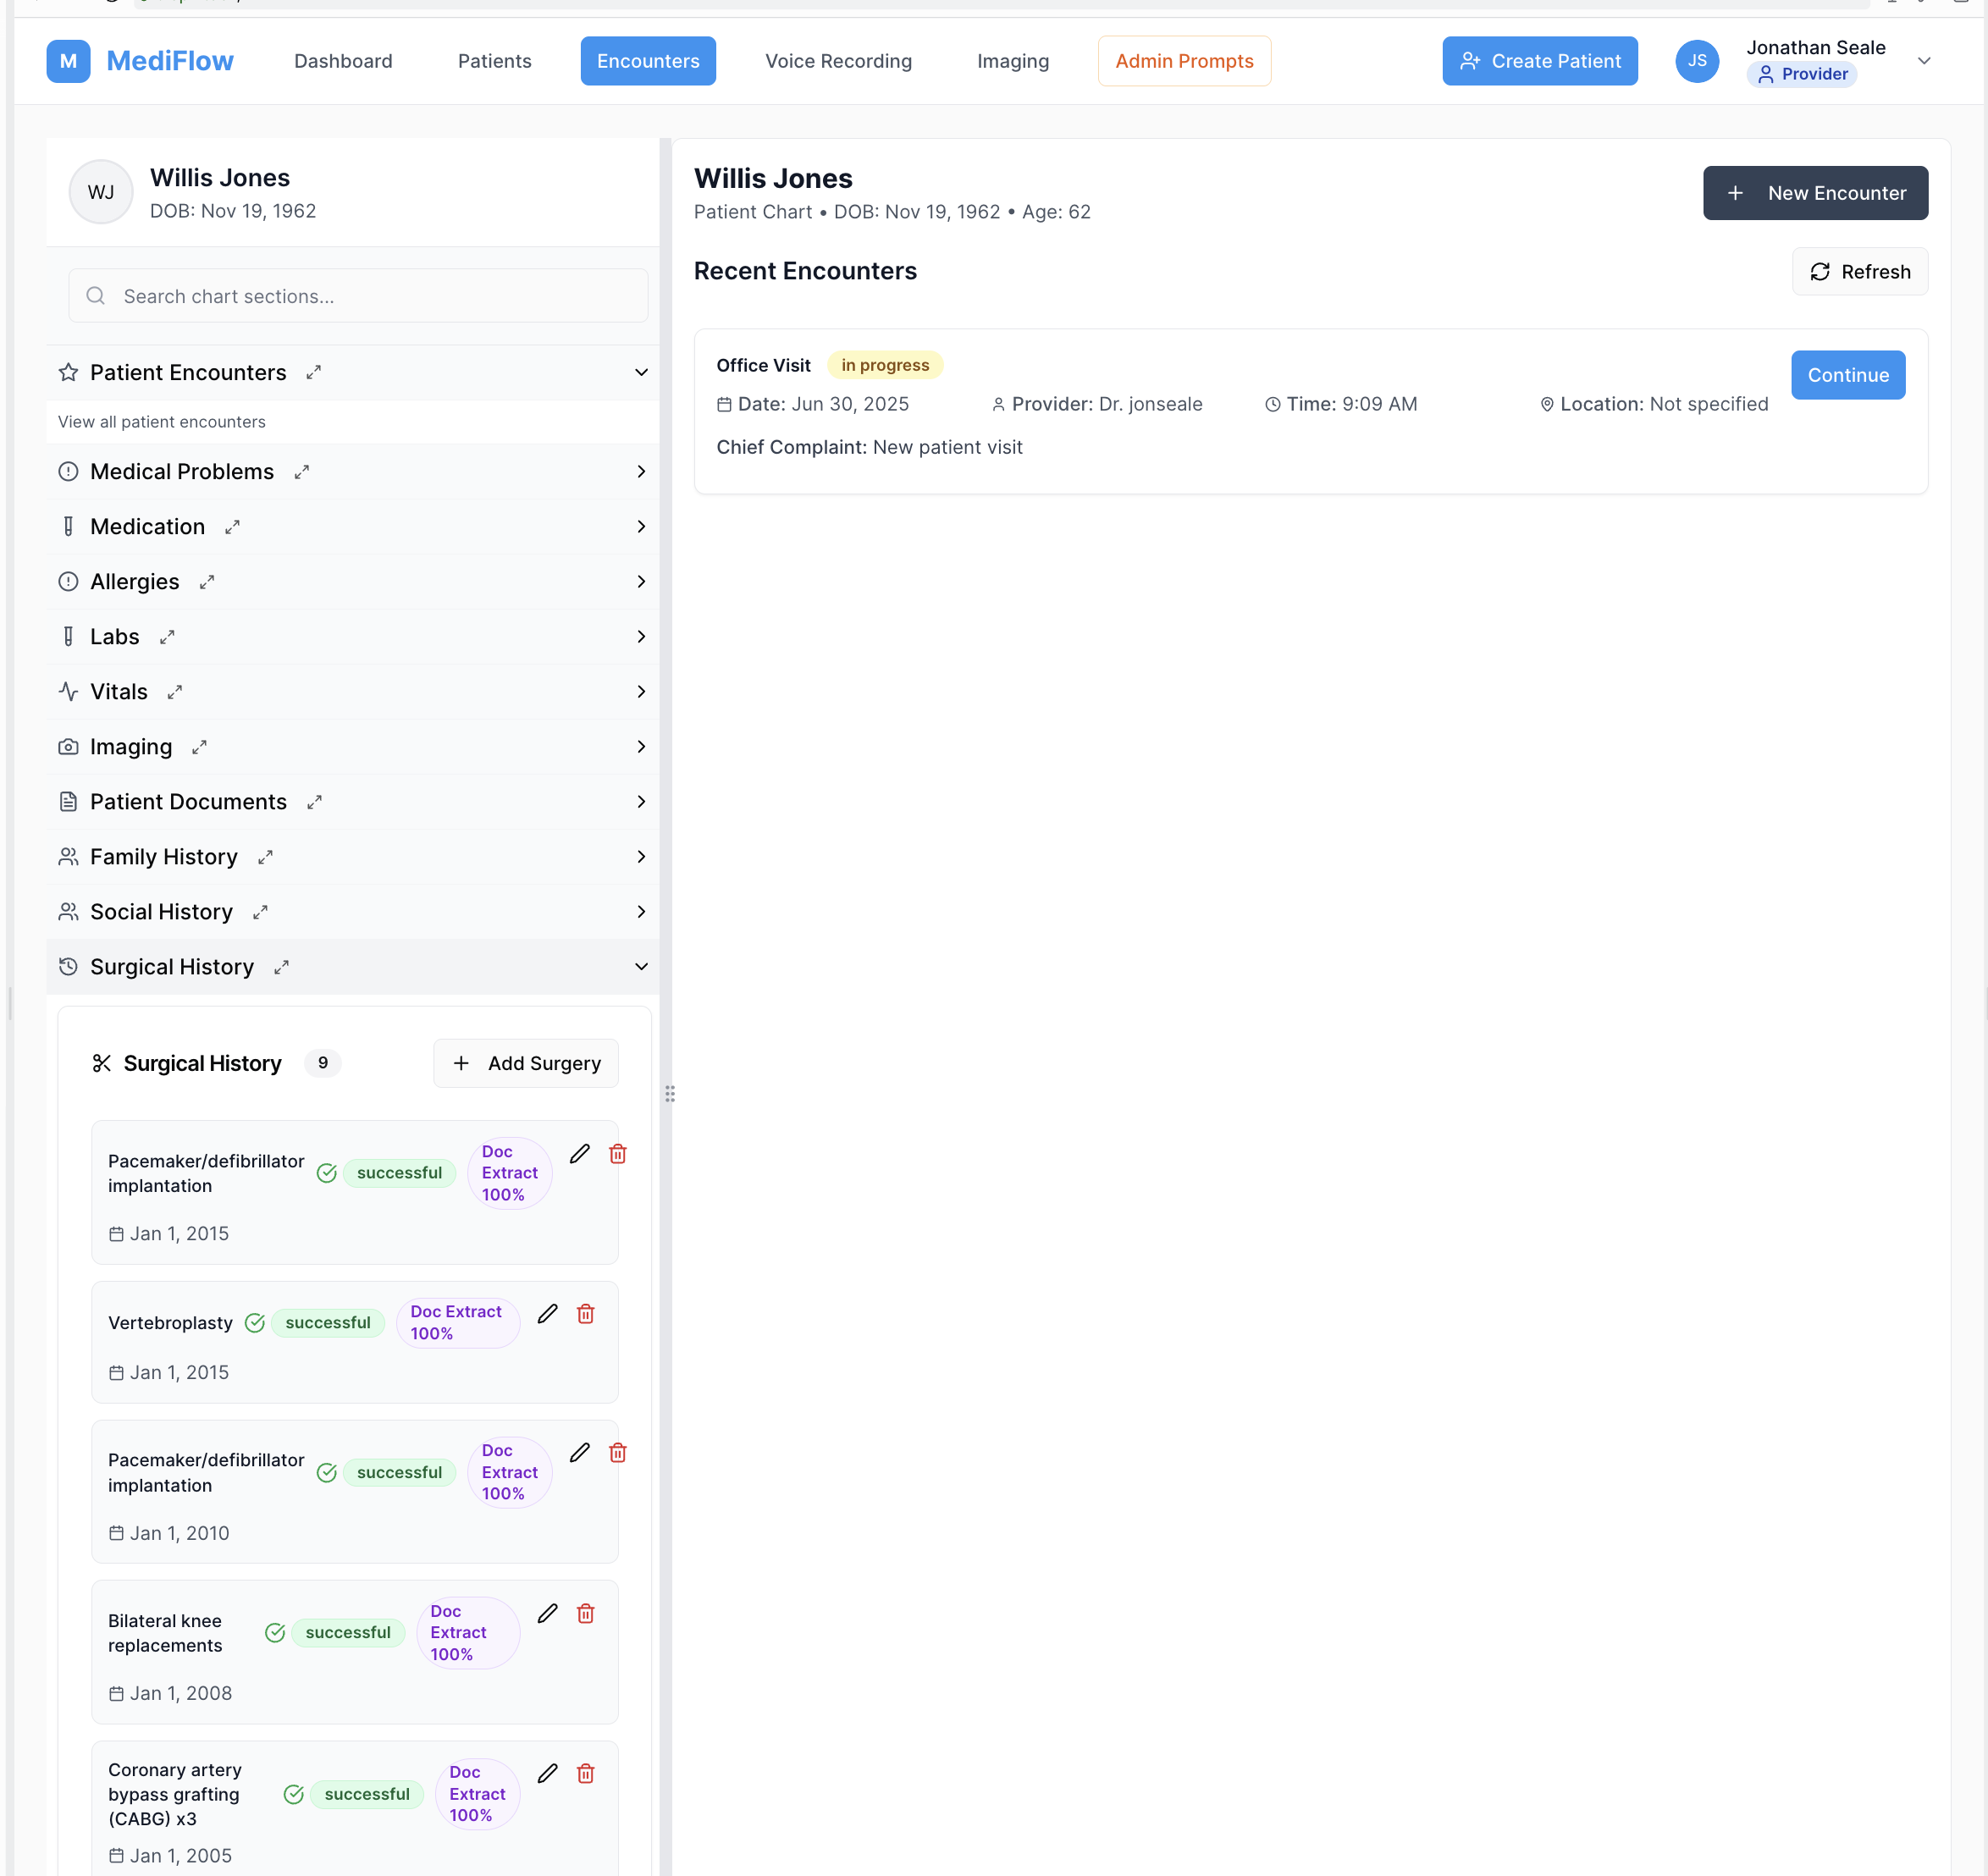 M MediFlow Dashboard Patients Encounters Voice Recording Imaging Admin Prompts Create Patient JS Jonathan Seale
Provider
WJ
Willis Jones
DOB: Nov 19, 1962
Search chart sections...
Patient Encounters
View all patient encounters
Medical Problems
Medication
Allergies
Labs
Vitals
Imaging
Patient Documents
Family History
Social History
Surgical History
Surgical History 9 Add Surgery
Pacemaker/defibrillator
implantation
successful
Doc
Extract
100%
Jan 1, 2015
Vertebroplasty successful
Doc Extract
100%
Jan 1, 2015
Pacemaker/defibrillator
implantation
successful
Doc
Extract
100%
Jan 1, 2010
Bilateral knee
replacements
successful
Doc
Extract
100%
Jan 1, 2008
Coronary artery
bypass grafting
(CABG) x3
successful
Doc
Extract
100%
Jan 1, 2005
Willis Jones
Patient Chart • DOB: Nov 19, 1962 • Age: 62
New Encounter
Recent Encounters
Refresh
Office Visit in progress
Continue
Date: Jun 30, 2025 Provider: Dr. jonseale Time: 9:09 AM Location: Not specified
Chief Complaint: New patient visit